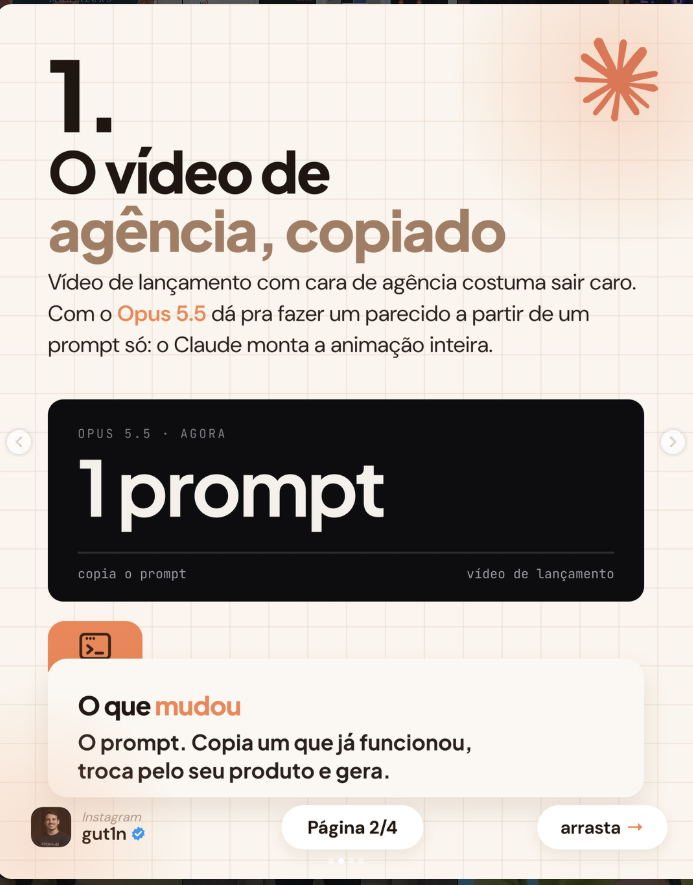 1.
O vídeo de
agência, copiado
Vídeo de lançamento com cara de agência costuma sair caro.
Com o Opus 5.5 dá pra fazer um parecido a partir de um
prompt só: o Claude monta a animação inteira.
OPUS 5.5 · AGORA
1 prompt
copia o prompt
vídeo de lançamento
O que mudou
O prompt. Copia um que já funcionou,
troca pelo seu produto e gera.
Instagram
gut1n
Página 2/4
arrasta →